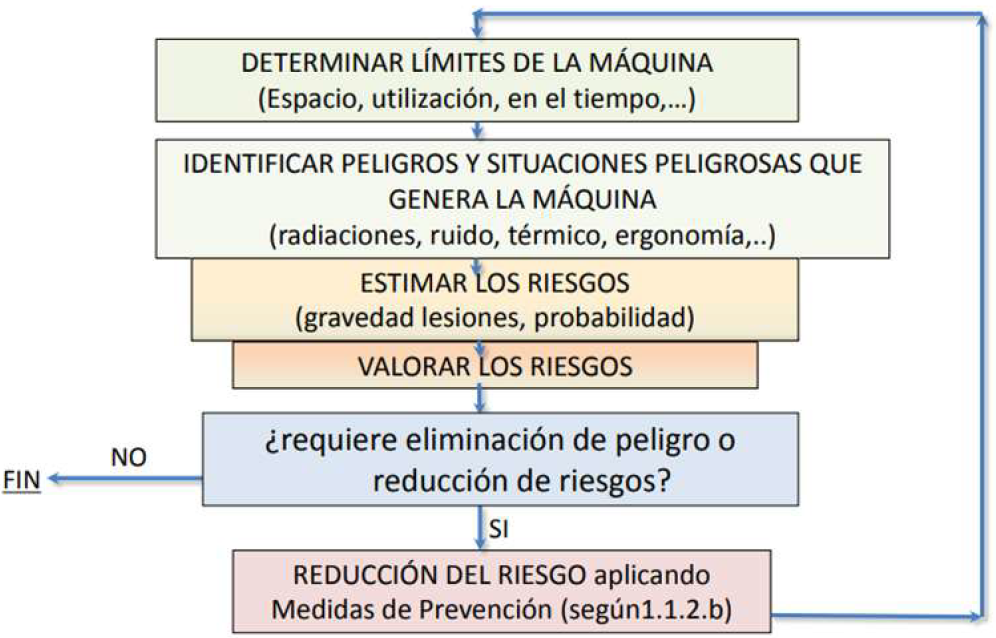 DETERMINAR LÍMITES DE LA MÁQUINA
(Espacio, utilización, en el tiempo,…)
IDENTIFICAR PELIGROS Y SITUACIONES PELIGROSAS QUE
GENERA LA MÁQUINA
(radiaciones, ruido, térmico, ergonomía,..)
ESTIMAR LOS RIESGOS
(gravedad lesiones, probabilidad)
VALORAR LOS RIESGOS
¿requiere eliminación de peligro o
reducción de riesgos?
NO
FIN
SI
REDUCCIÓN DEL RIESGO aplicando
Medidas de Prevención (según1.1.2.b)